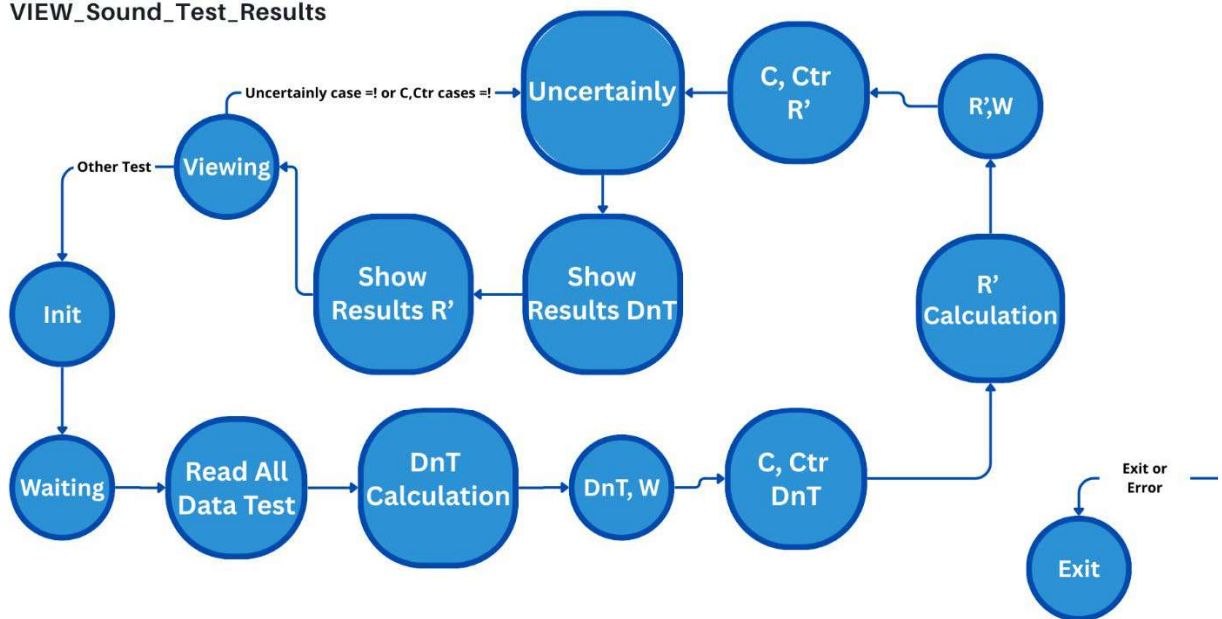 VIEW_Sound_Test_Results
Uncertainly case =! or C,Ctr cases =!
Uncertainly
C, Ctr
R’
R’,W
Other Test
Viewing
Show
Results R’
Show
Results DnT
R’
Calculation
Init
Waiting
Read All
Data Test
DnT
Calculation
DnT, W
C, Ctr
DnT
Exit or
Error
Exit